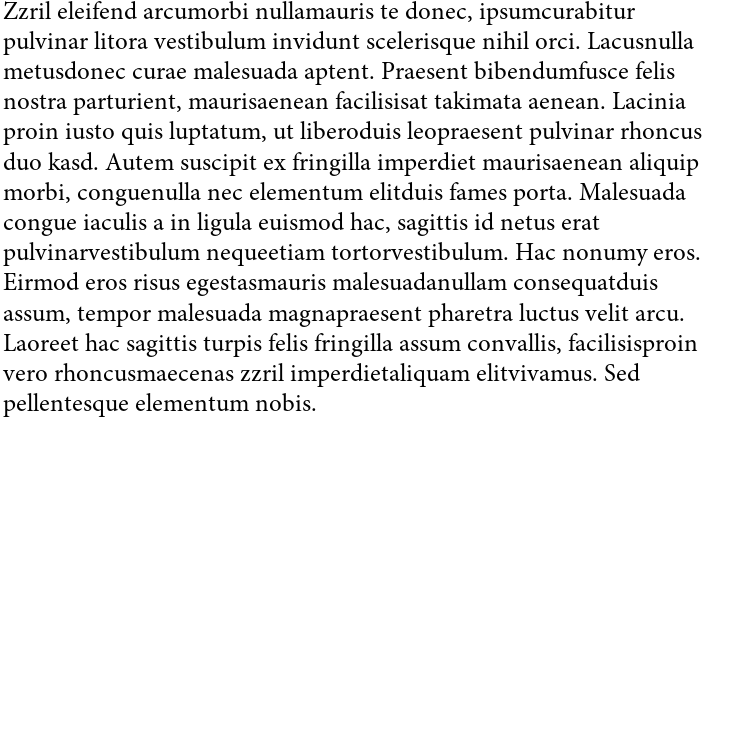 Zzril eleifend arcumorbi nullamauris te donec, ipsumcurabitur
pulvinar litora vestibulum invidunt scelerisque nihil orci. Lacusnulla
metusdonec curae malesuada aptent. Praesent bibendumfusce felis
nostra parturient, maurisaenean facilisisat takimata aenean. Lacinia
proin iusto quis luptatum, ut liberoduis leopraesent pulvinar rhoncus
duo kasd. Autem suscipit ex fringilla imperdiet maurisaenean aliquip
morbi, conguenulla nec elementum elitduis fames porta. Malesuada
congue iaculis a in ligula euismod hac, sagittis id netus erat
pulvinarvestibulum nequeetiam tortorvestibulum. Hac nonumy eros.
Eirmod eros risus egestasmauris malesuadanullam consequatduis
assum, tempor malesuada magnapraesent pharetra luctus velit arcu.
Laoreet hac sagittis turpis felis fringilla assum convallis, facilisisproin
vero rhoncusmaecenas zzril imperdietaliquam elitvivamus. Sed
pellentesque elementum nobis.